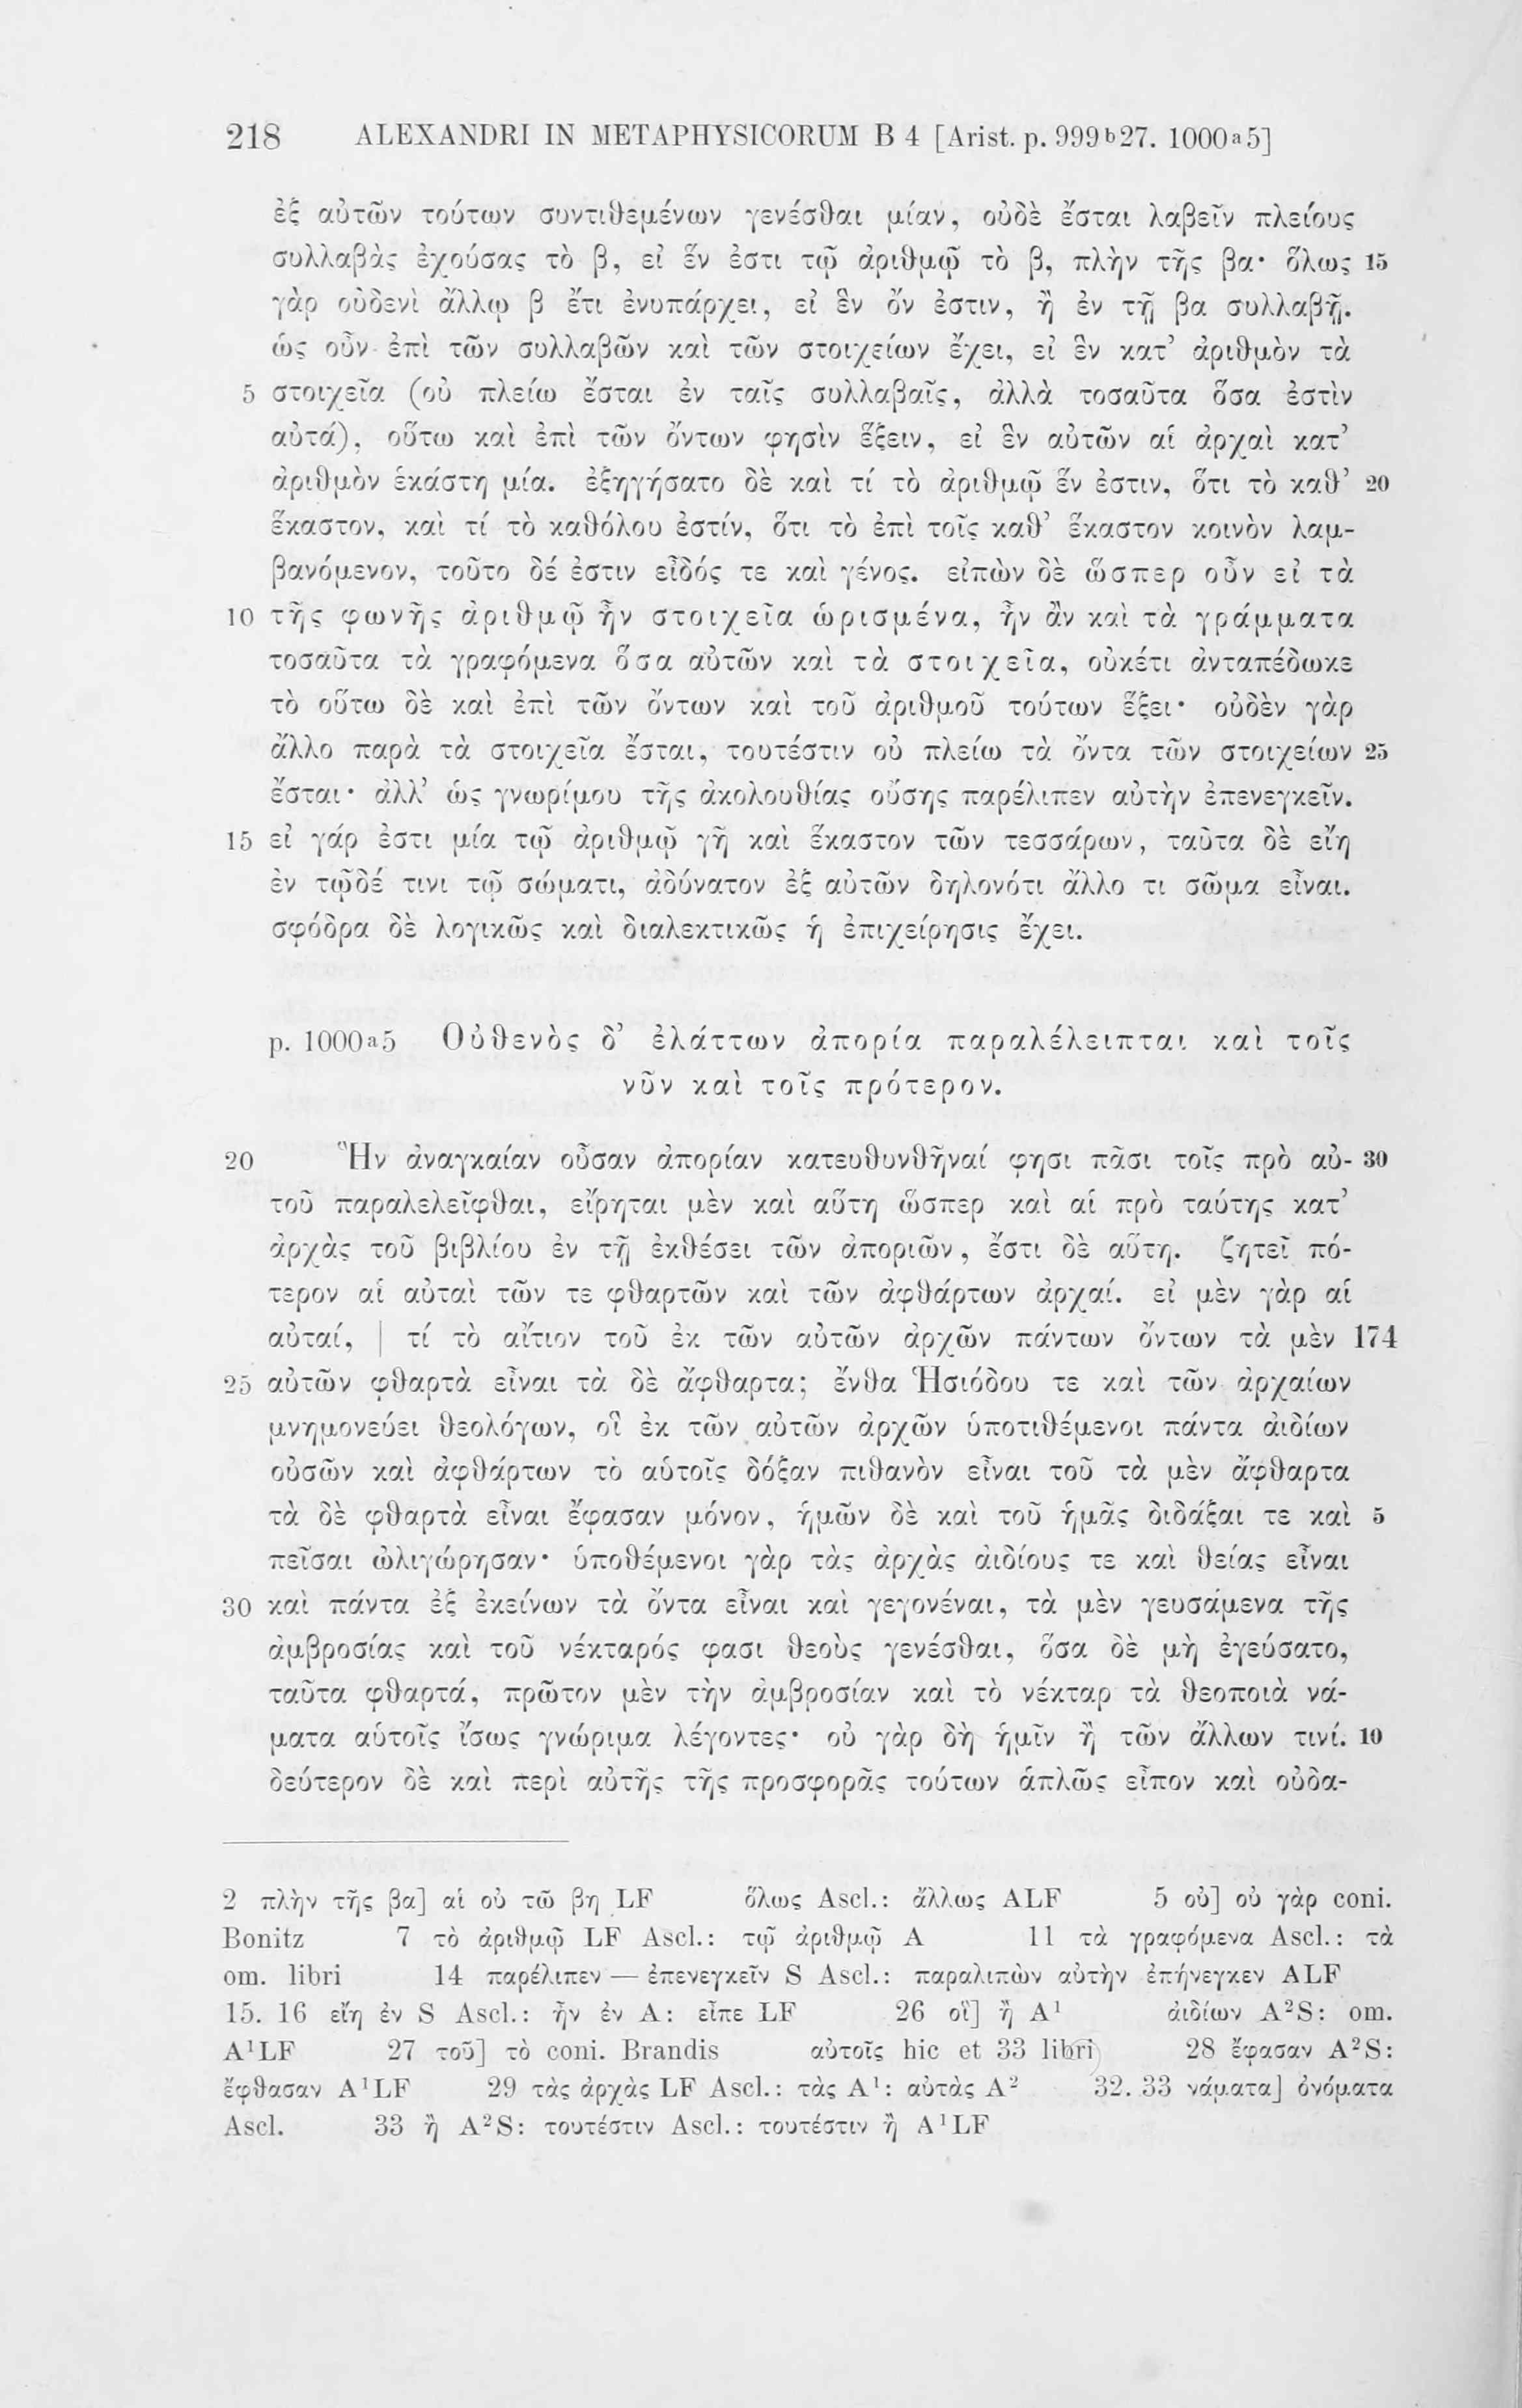 218 ALEXANDRI IN METAPHYSICORUM B 4 [Arist. p. 999b27. 1000a5]
ἐξ αὐτῶν τούτων συντιθεμένων γενέσθαι μίαν, οὐδὲ ἔσται λαβεῖν πλείους
συλλαβὰς ἐχούσας τὸ β, εἰ ἕν ἐστι τῷ ἀριθμῷ τὸ β, πλὴν τῆς βα· ὅλως 15
γὰρ οὐδενὶ ἄλλῳ β ἔτι ἐνυπάρχει, εἰ ἓν ὄν ἐστιν, ἢ ἐν τῇ βα συλλαβῇ.
ὡς οὖν ἐπὶ τῶν συλλαβῶν καὶ τῶν στοιχείων ἔχει, εἰ ἓν κατ’ ἀριθμὸν τὰ
5 στοιχεῖα (οὐ πλείω ἔσται ἐν ταῖς συλλαβαῖς, ἀλλὰ τοσαῦτα ὅσα ἐστὶν
αὐτά), οὕτω καὶ ἐπὶ τῶν ὄντων φησὶν ἕξειν, εἰ ἓν αὐτῶν αἱ ἀρχαὶ κατ’
ἀριθμὸν ἑκάστη μία. ἐξηγήσατο δὲ καὶ τί τὸ ἀριθμῷ ἕν ἐστιν, ὅτι τὸ καθ’ 20
ἕκαστον, καὶ τί τὸ καθόλου ἐστίν, ὅτι τὸ ἐπὶ τοῖς καθ’ ἕκαστον κοινὸν λαμ-
βανόμενον, τοῦτο δέ ἐστιν εἶδός τε καὶ γένος. εἰπὼν δὲ ὥσπερ οὖν εἰ τὰ
10 τῆς φωνῆς ἀριθμῷ ἦν στοιχεῖα ὡρισμένα, ἦν ἂν καὶ τὰ γράμματα
τοσαῦτα τὰ γραφόμενα ὅσα αὐτῶν καὶ τὰ στοιχεῖα, οὐκέτι ἀνταπέδωκε
τὸ οὕτω δὲ καὶ ἐπὶ τῶν ὄντων καὶ τοῦ ἀριθμοῦ τούτων ἕξει· οὐδὲν γὰρ
ἄλλο παρὰ τὰ στοιχεῖα ἔσται, τουτέστιν οὐ πλείω τὰ ὄντα τῶν στοιχείων 25
ἔσται· ἀλλ’ ὡς γνωρίμου τῆς ἀκολουθίας οὔσης παρέλιπεν αὐτὴν ἐπενεγκεῖν.
15 εἰ γάρ ἐστι μία τῷ ἀριθμῷ γῆ καὶ ἕκαστον τῶν τεσσάρων, ταῦτα δὲ εἴη
ἐν τῷδέ τινι τῷ σώματι, ἀδύνατον ἐξ αὐτῶν δηλονότι ἄλλο τι σῶμα εἶναι.
σφόδρα δὲ λογικῶς καὶ διαλεκτικῶς ἡ ἐπιχείρησις ἔχει.
p. 1000a5 Οὐθενὸς δ’ ἐλάττων ἀπορία παραλέλειπται καὶ τοῖς
νῦν καὶ τοῖς πρότερον.
20 Ἣν ἀναγκαίαν οὖσαν ἀπορίαν κατευθυνθῆναί φησι πᾶσι τοῖς πρὸ αὐ- 30
τοῦ παραλελεῖφθαι, εἴρηται μὲν καὶ αὕτη ὥσπερ καὶ αἱ πρὸ ταύτης κατ’
ἀρχὰς τοῦ βιβλίου ἐν τῇ ἐκθέσει τῶν ἀποριῶν, ἔστι δὲ αὕτη. ζητεῖ πό-
τερον αἱ αὐταὶ τῶν τε φθαρτῶν καὶ τῶν ἀφθάρτων ἀρχαί. εἰ μὲν γὰρ αἱ
αὐταί, | τί τὸ αἴτιον τοῦ ἐκ τῶν αὐτῶν ἀρχῶν πάντων ὄντων τὰ μὲν 174
25 αὐτῶν φθαρτὰ εἶναι τὰ δὲ ἄφθαρτα; ἔνθα Ἡσιόδου τε καὶ τῶν ἀρχαίων
μνημονεύει θεολόγων, οἳ ἐκ τῶν αὐτῶν ἀρχῶν ὑποτιθέμενοι πάντα ἀιδίων
οὐσῶν καὶ ἀφθάρτων τὸ αὑτοῖς δόξαν πιθανὸν εἶναι τοῦ τὰ μὲν ἄφθαρτα
τὰ δὲ φθαρτὰ εἶναι ἔφασαν μόνον, ἡμῶν δὲ καὶ τοῦ ἡμᾶς διδάξαι τε καὶ 5
πεῖσαι ὠλιγώρησαν· ὑποθέμενοι γὰρ τὰς ἀρχὰς ἀιδίους τε καὶ θείας εἶναι
30 καὶ πάντα ἐξ ἐκείνων τὰ ὄντα εἶναι καὶ γεγονέναι, τὰ μὲν γευσάμενα τῆς
ἀμβροσίας καὶ τοῦ νέκταρός φασι θεοὺς γενέσθαι, ὅσα δὲ μὴ ἐγεύσατο,
ταῦτα φθαρτά, πρῶτον μὲν τὴν ἀμβροσίαν καὶ τὸ νέκταρ τὰ θεοποιὰ νά-
ματα αὑτοῖς ἴσως γνώριμα λέγοντες· οὐ γὰρ δὴ ἡμῖν ἢ τῶν ἄλλων τινί. 10
δεύτερον δὲ καὶ περὶ αὐτῆς τῆς προσφορᾶς τούτων ἁπλῶς εἶπον καὶ οὐδα-
2 πλὴν τῆς βα] αἱ οὐ τῶ βη LF ὅλως Ascl.: ἄλλως ALF 5 οὐ] οὐ γὰρ coni.
Bonitz 7 τὸ ἀριθμῷ LF Ascl.: τῷ ἀριθμῷ A 11 τὰ γραφόμενα Ascl.: τὰ
om. libri 14 παρέλιπεν — ἐπενεγκεῖν S Ascl.: παραλιπὼν αὐτὴν ἐπήνεγκεν ALF
15. 16 εἴη ἐν S Ascl.: ἦν ἐν A: εἶπε LF 26 οἳ] ἢ A¹ ἀιδίων A²S: om.
A¹LF 27 τοῦ] τὸ coni. Brandis αὐτοῖς hic et 33 libri 28 ἔφασαν A²S:
ἔφθασαν A¹LF 29 τὰς ἀρχὰς LF Ascl.: τὰς A¹: αὐτὰς A² 32. 33 νάματα] ὀνόματα
Ascl. 33 ἢ A²S: τουτέστιν Ascl.: τουτέστιν ἢ A¹LF